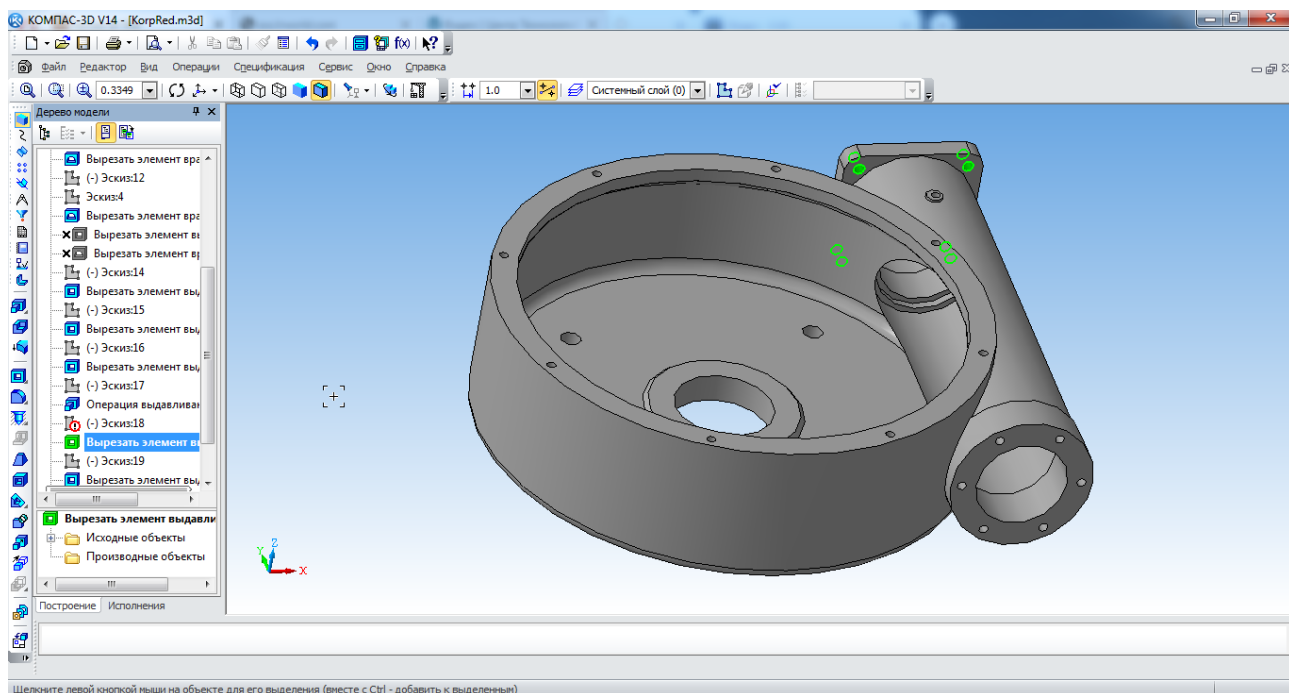 КОМПАС-3D V14 - [KorpRed.m3d]
Файл Редактор Вид Операции Спецификация Сервис Окно Справка
0.3349 1.0 Системный слой (0)
Дерево модели
Вырезать элемент вра
(-) Эскиз:12
Эскиз:4
Вырезать элемент вра
Вырезать элемент вы
Вырезать элемент вр
(-) Эскиз:14
Вырезать элемент выд
(-) Эскиз:15
Вырезать элемент выд
(-) Эскиз:16
Вырезать элемент выд
(-) Эскиз:17
Операция выдавливан
(-) Эскиз:18
Вырезать элемент вы
(-) Эскиз:19
Вырезать элемент выд
Вырезать элемент выдавли
Исходные объекты
Производные объекты
Построение Исполнения
Z
Y
X
Щелкните левой кнопкой мыши на объекте для его выделения (вместе с Ctrl - добавить к выделенным)